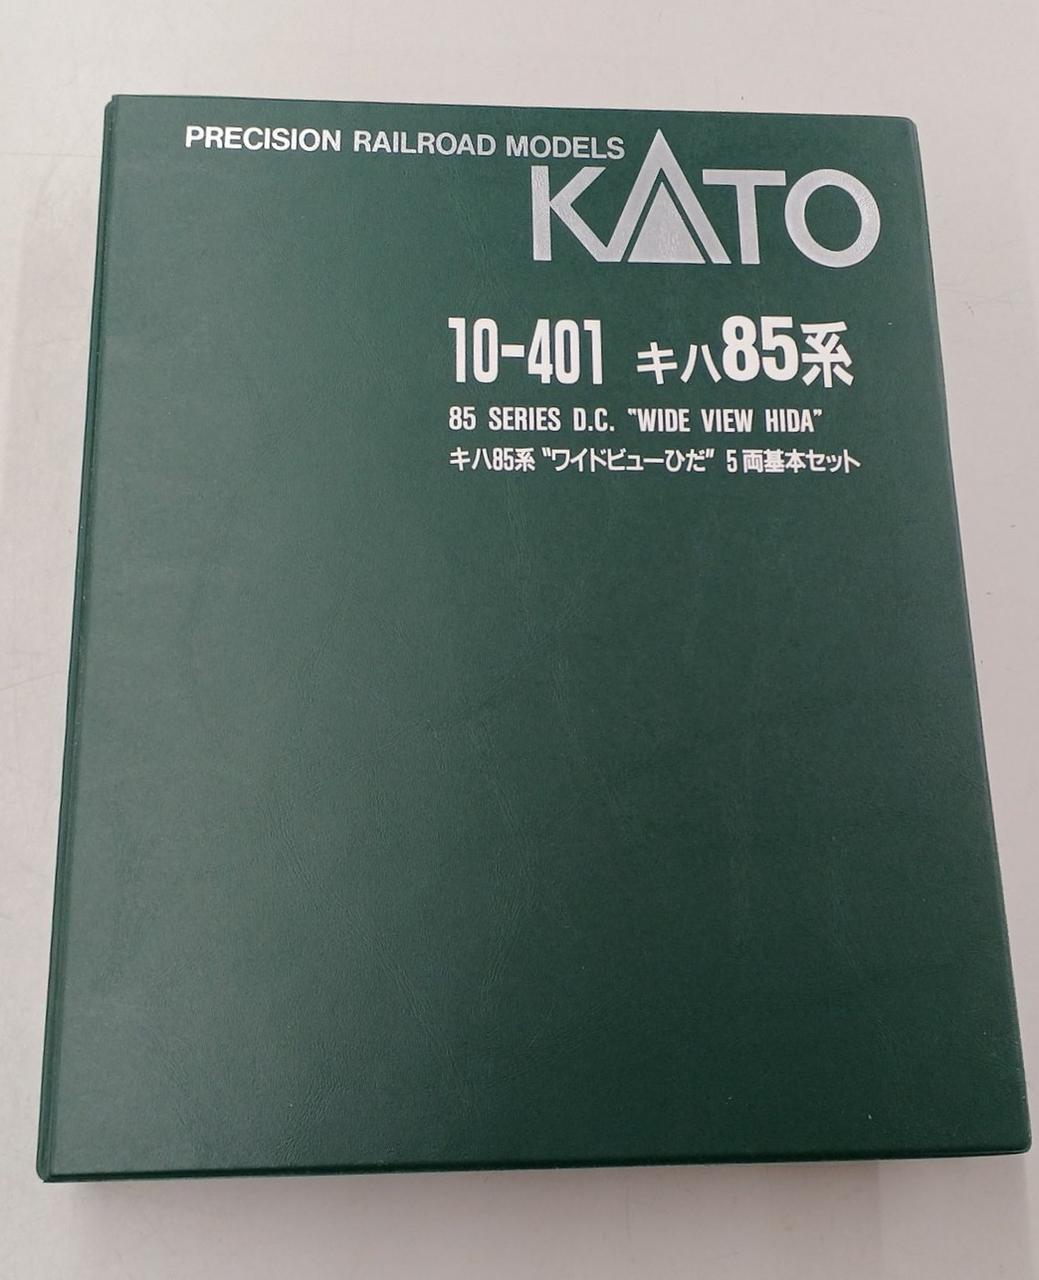 PRECISION RAILROAD MODELS
KATO
10-401 キハ85系
85 SERIES D.C. "WIDE VIEW HIDA"
キハ85系 "ワイドビューひだ" 5両基本セット